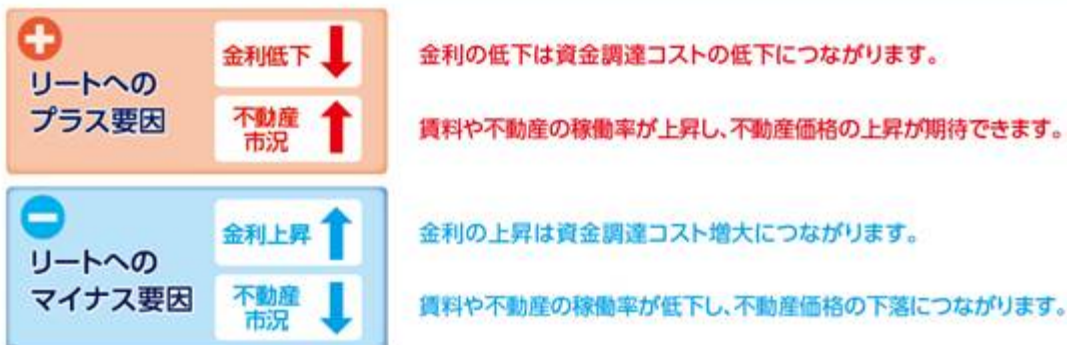 リートへの
プラス要因
金利低下
金利の低下は資金調達コストの低下につながります。
不動産
市況
賃料や不動産の稼働率が上昇し、不動産価格の上昇が期待できます。
リートへの
マイナス要因
金利上昇
金利の上昇は資金調達コスト増大につながります。
不動産
市況
賃料や不動産の稼働率が低下し、不動産価格の下落につながります。